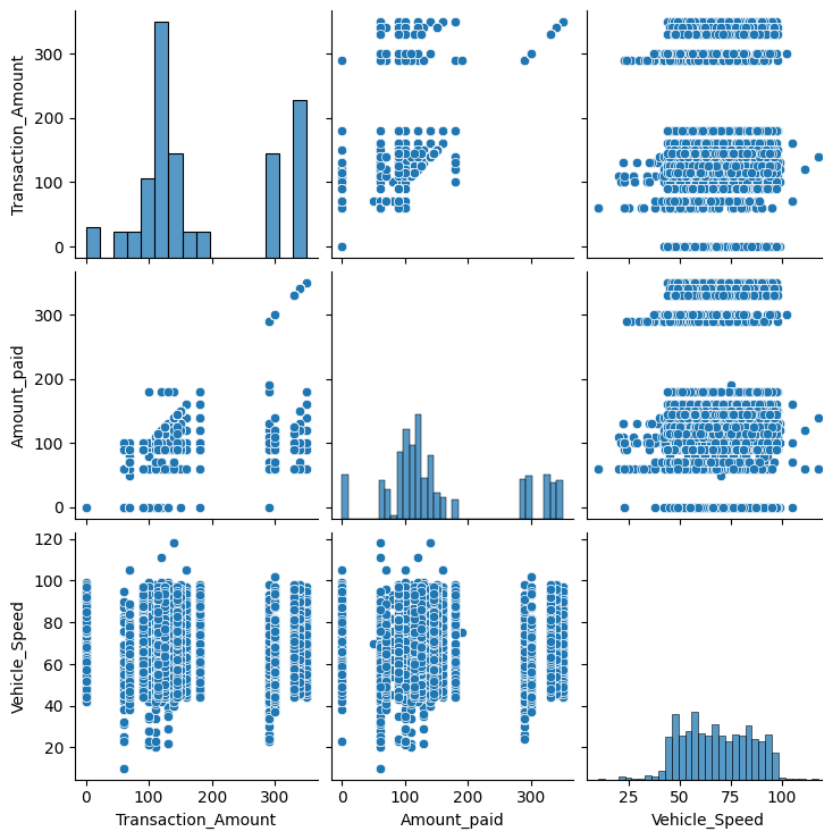 Transaction_Amount
300
200
100
0
Amount_paid
300
200
100
0
Vehicle_Speed
120
100
80
60
40
20
0 100 200 300 0 100 200 300 25 50 75 100
Transaction_Amount Amount_paid Vehicle_Speed